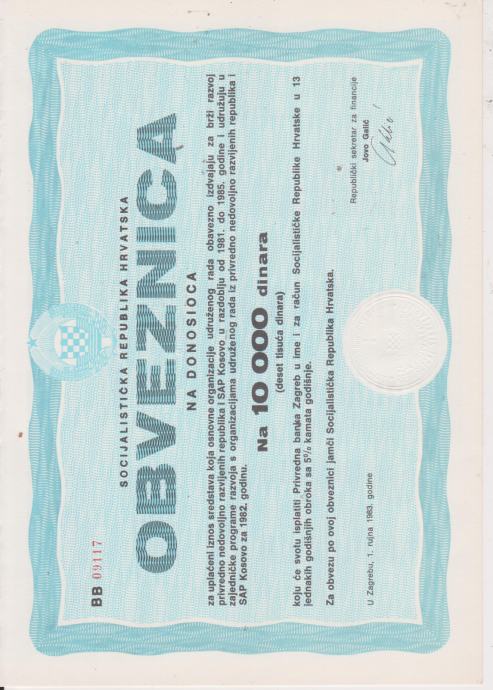 SOCIJALISTIČKA REPUBLIKA HRVATSKA
BB 09117
OBVEZNICA
NA DONOSIOCA
za uplaćeni iznos sredstava koja osnovne organizacije udruženog rada obavezno izdvajaju za brži razvoj
privredno nedovoljno razvijenih republika i SAP Kosovo u razdoblju od 1981. do 1985. godine i udružuju u
zajedničke programe razvoja s organizacijama udruženog rada iz privredno nedovoljno razvijenih republika i
SAP Kosovo za 1982. godinu.
Na 10 000 dinara
(deset tisuća dinara)
koju će svotu isplatiti Privredna banka Zagreb u ime i za račun Socijalističke Republike Hrvatske u 13
jednakih godišnjih obroka sa 5% kamata godišnje.
Za obvezu po ovoj obveznici jamči Socijalistička Republika Hrvatska.
U Zagrebu, 1. rujna 1983. godine
Republički sekretar za financije
Jovo Galić
Galić